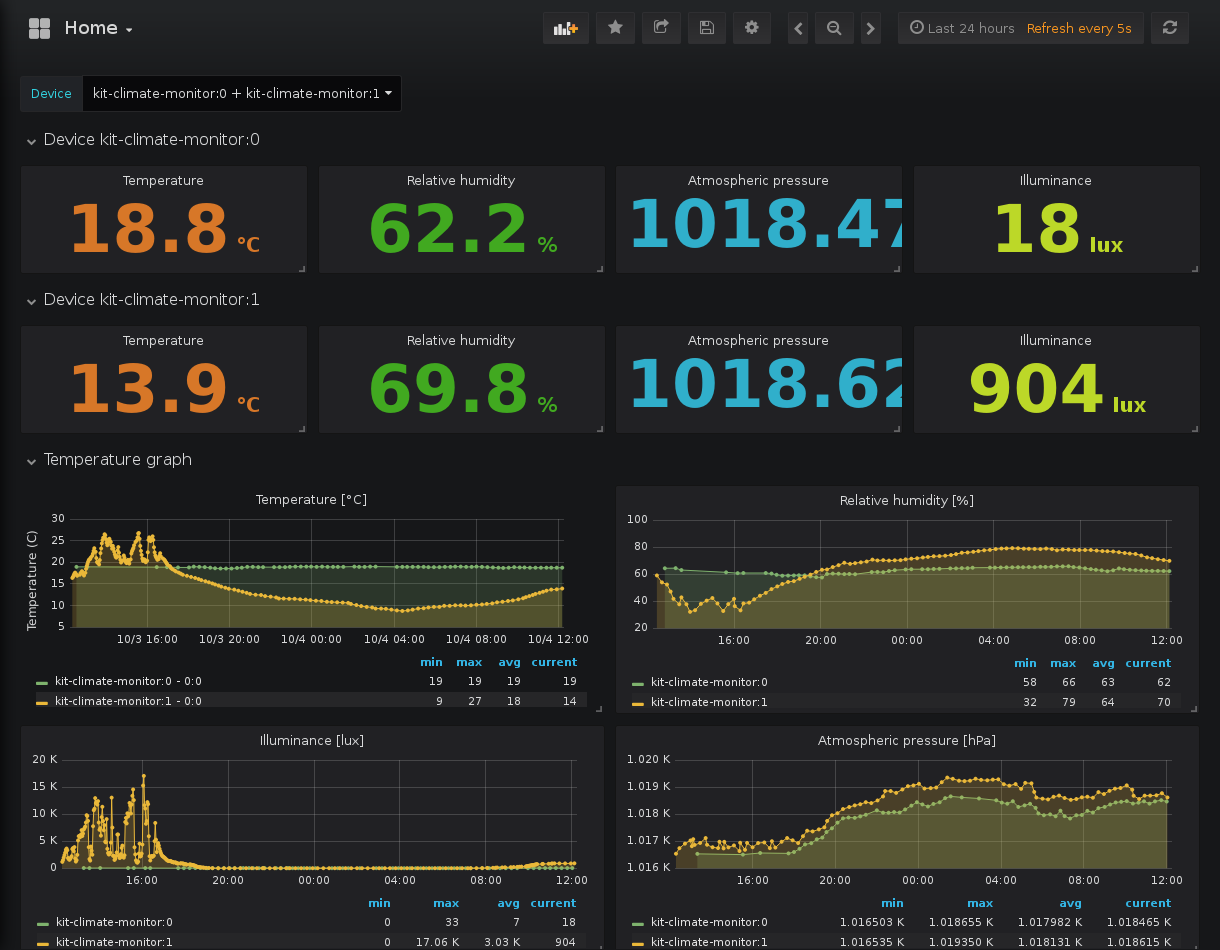 Home
Last 24 hours Refresh every 5s
Device kit-climate-monitor:0 + kit-climate-monitor:1
Device kit-climate-monitor:0
Temperature Relative humidity Atmospheric pressure Illuminance
18.8 °C 62.2 % 1018.47 18 lux
Device kit-climate-monitor:1
Temperature Relative humidity Atmospheric pressure Illuminance
13.9 °C 69.8 % 1018.62 904 lux
Temperature graph
Temperature [°C]
Temperature (C)
30
25
20
15
10
5
10/3 16:00 10/3 20:00 10/4 00:00 10/4 04:00 10/4 08:00 10/4 12:00
min max avg current
kit-climate-monitor:0 - 0:0 19 19 19 19
kit-climate-monitor:1 - 0:0 9 27 18 14
Relative humidity [%]
100
80
60
40
20
16:00 20:00 00:00 04:00 08:00 12:00
min max avg current
kit-climate-monitor:0 58 66 63 62
kit-climate-monitor:1 32 79 64 70
Illuminance [lux]
20 K
15 K
10 K
5 K
0
16:00 20:00 00:00 04:00 08:00 12:00
min max avg current
kit-climate-monitor:0 0 33 7 18
kit-climate-monitor:1 0 17.06 K 3.03 K 904
Atmospheric pressure [hPa]
1.020 K
1.019 K
1.018 K
1.017 K
1.016 K
16:00 20:00 00:00 04:00 08:00 12:00
min max avg current
kit-climate-monitor:0 1.016503 K 1.018655 K 1.017982 K 1.018465 K
kit-climate-monitor:1 1.016535 K 1.019350 K 1.018131 K 1.018615 K